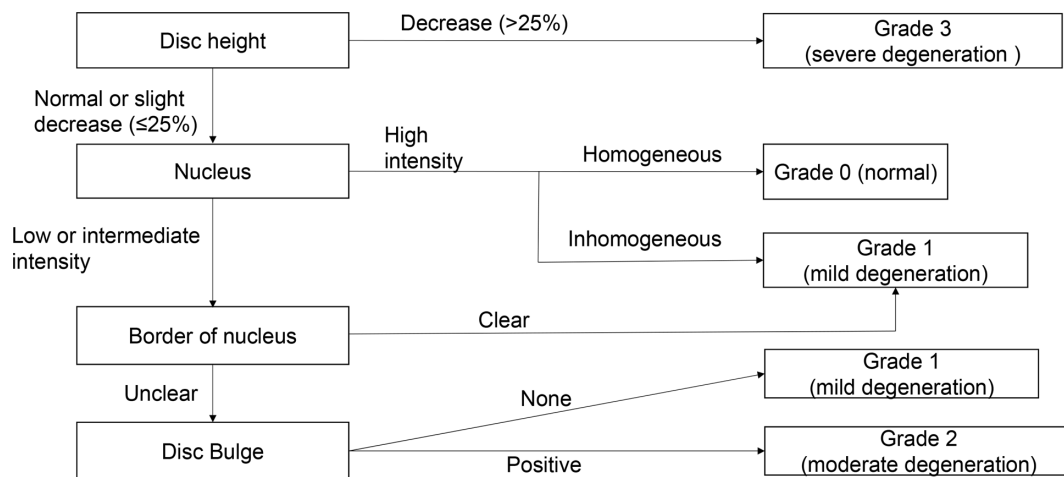 Disc height
Decrease (>25%)
Grade 3
(severe degeneration )
Normal or slight
decrease (≤25%)
Nucleus
High
intensity
Homogeneous
Grade 0 (normal)
Low or intermediate
intensity
Inhomogeneous
Grade 1
(mild degeneration)
Border of nucleus
Clear
Unclear
None
Grade 1
(mild degeneration)
Disc Bulge
Positive
Grade 2
(moderate degeneration)